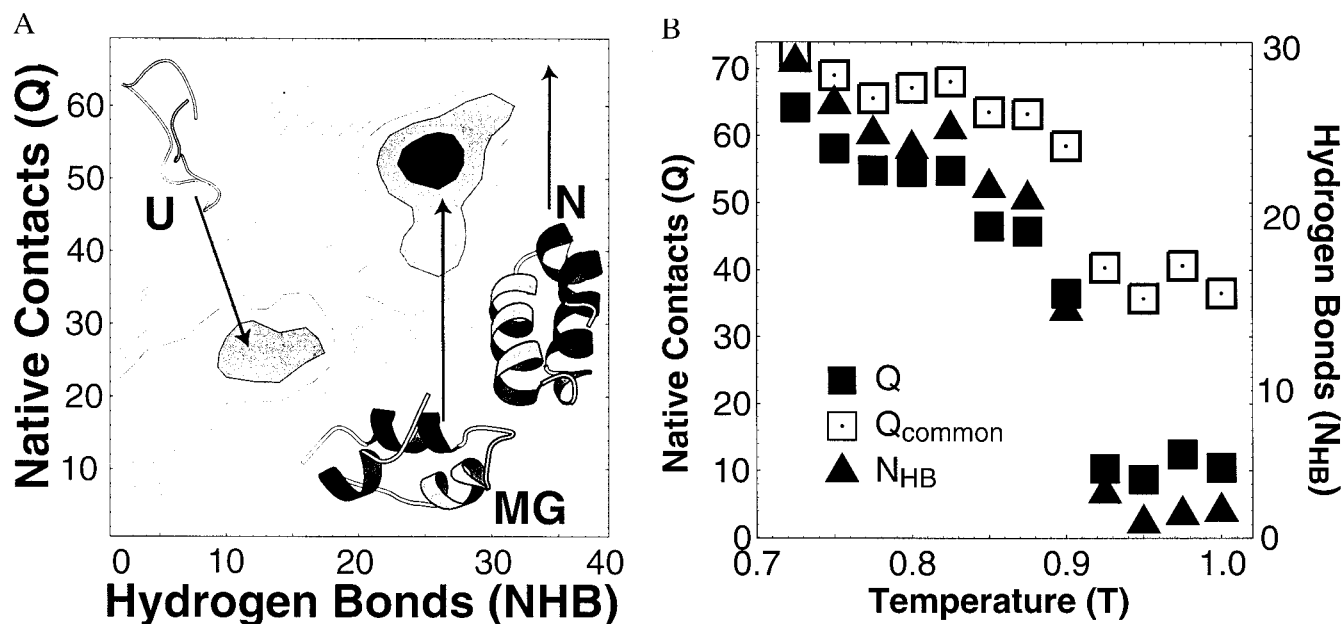 A
Native Contacts (Q)
60
50
40
30
20
10
U
N
MG
0 10 20 30 40
Hydrogen Bonds (NHB)
B
Native Contacts (Q)
70
60
50
40
30
20
10
0
Q
Qcommon
NHB
30
20
10
0
Hydrogen Bonds (NHB)
0.7 0.8 0.9 1.0
Temperature (T)